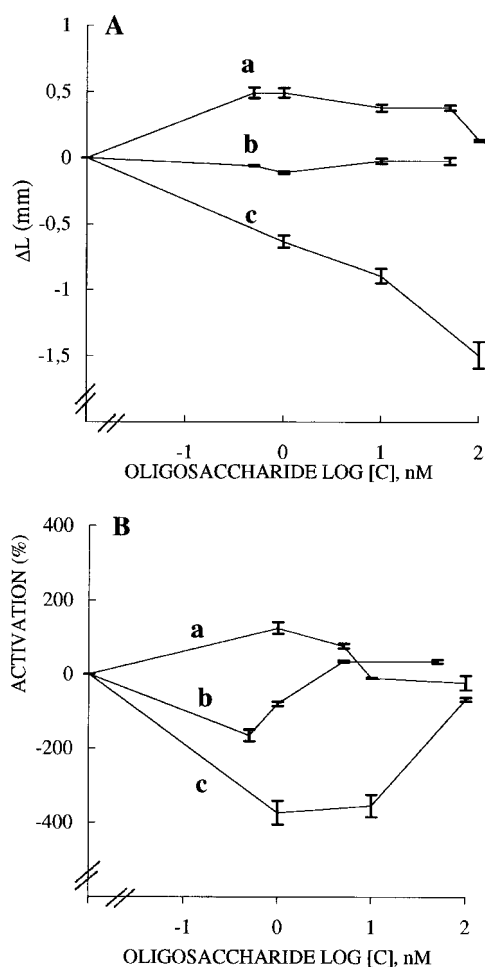 A
1
0,5
0
-0,5
-1
-1,5
ΔL (mm)
a
b
c
-1 0 1 2
OLIGOSACCHARIDE LOG [C], nM
B
400
200
0
-200
-400
ACTIVATION (%)
a
b
c
-1 0 1 2
OLIGOSACCHARIDE LOG [C], nM